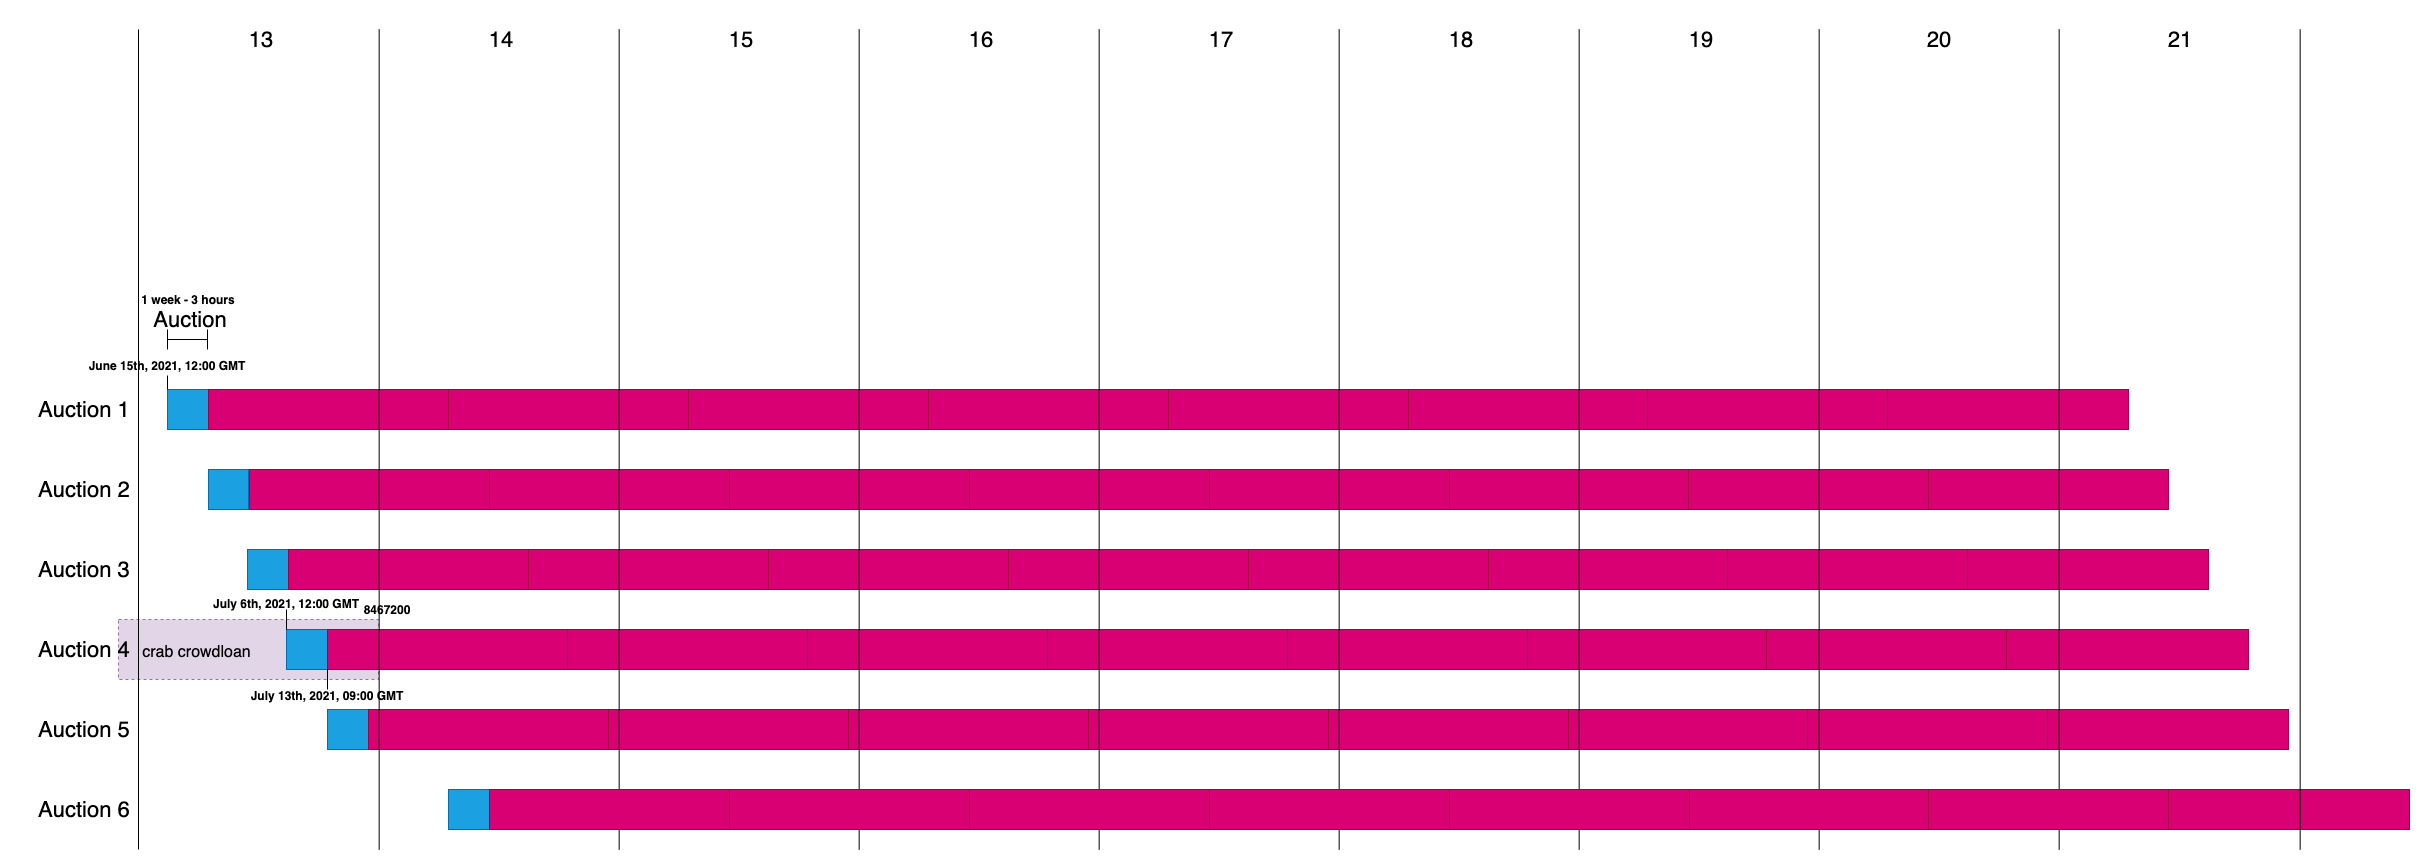 13 14 15 16 17 18 19 20 21
1 week - 3 hours
Auction
June 15th, 2021, 12:00 GMT
Auction 1
Auction 2
Auction 3
July 6th, 2021, 12:00 GMT 8467200
Auction 4 crab crowdloan
July 13th, 2021, 09:00 GMT
Auction 5
Auction 6